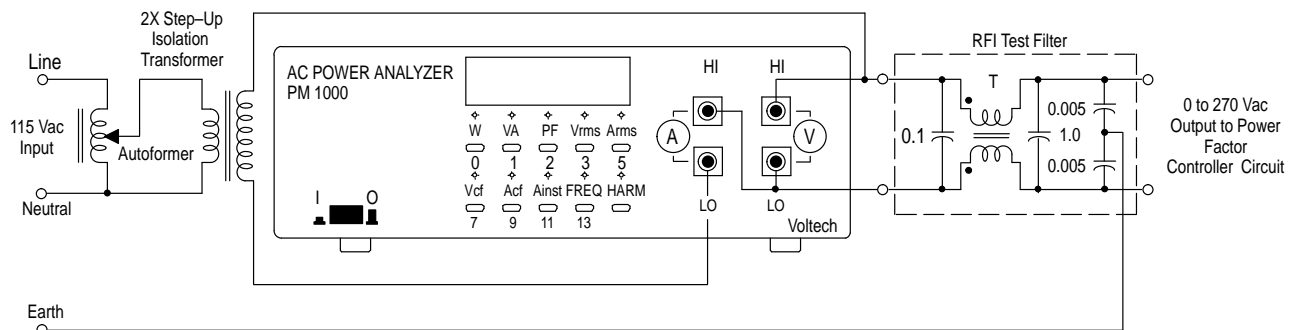 2X Step–Up
Isolation
Transformer
Line
115 Vac
Input
Autoformer
Neutral
Earth
AC POWER ANALYZER
PM 1000
W VA PF Vrms Arms
0 1 2 3 5
Vcf Acf Ainst FREQ HARM
7 9 11 13
I O
HI HI
A V
LO LO
Voltech
RFI Test Filter
T
0.1
1.0
0.005
0.005
0 to 270 Vac
Output to Power
Factor
Controller Circuit